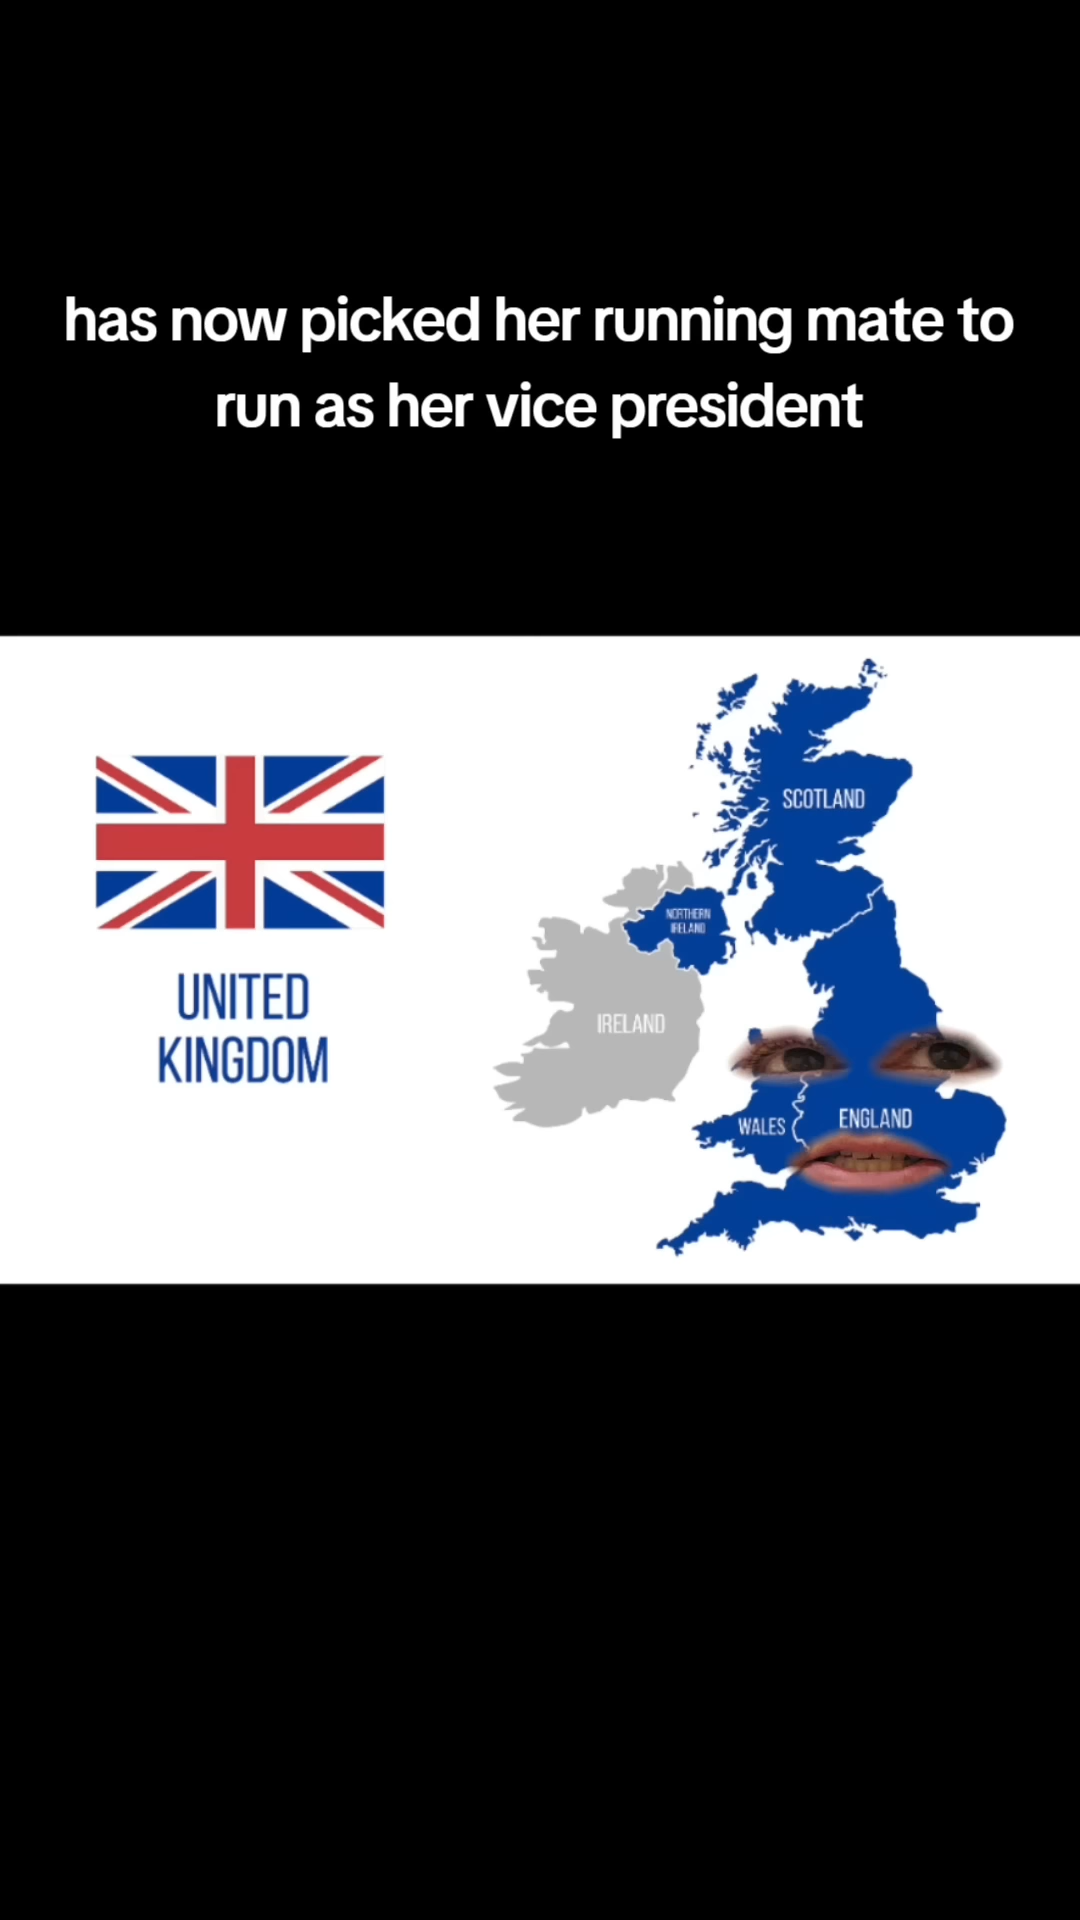 has now picked her running mate to
run as her vice president
SCOTLAND
NORTHERN
IRELAND
UNITED
KINGDOM
IRELAND
WALES
ENGLAND